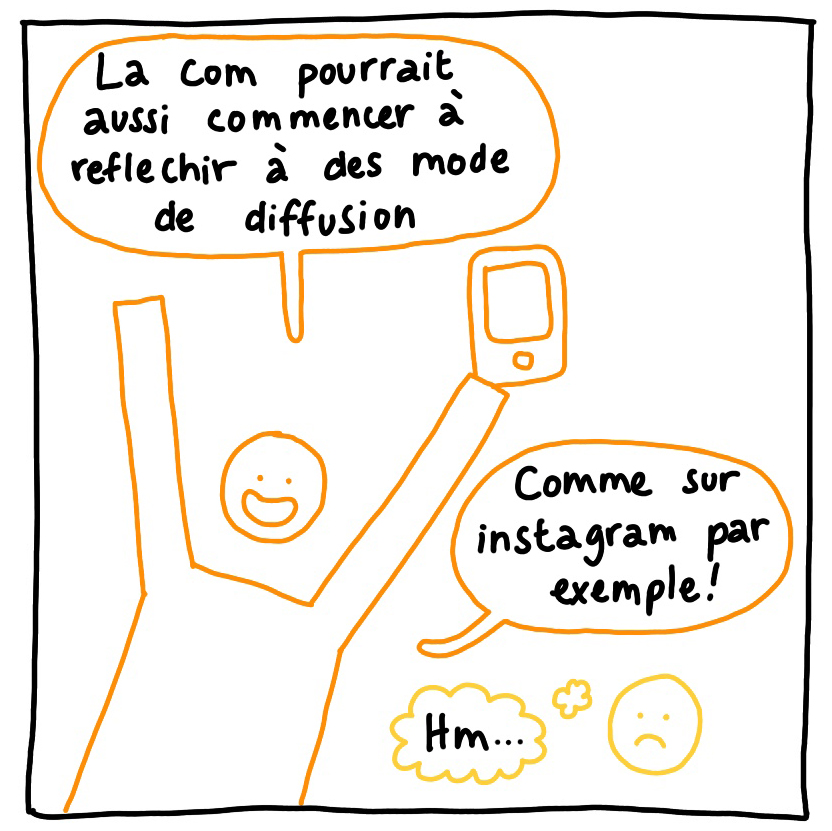 La com pourrait
aussi commencer à
reflechir à des mode
de diffusion
Comme sur
instagram par
exemple!
Hm...